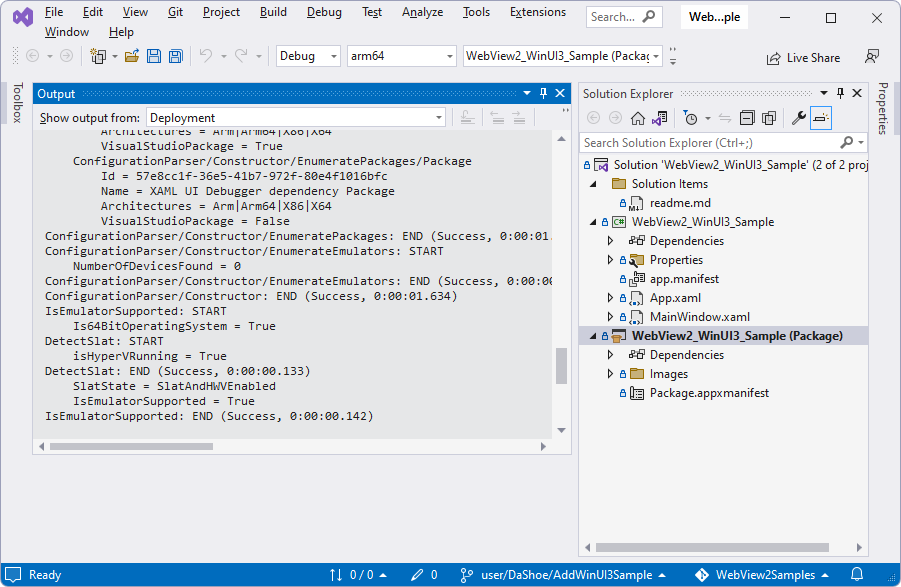 File Edit View Git Project Build Debug Test Analyze Tools Extensions Search... Web...ple
Window Help
Debug arm64 WebView2_WinUI3_Sample (Packag Live Share
Toolbox
Output
Show output from: Deployment
Architectures = Arm|Arm64|X86|X64
VisualStudioPackage = True
ConfigurationParser/Constructor/EnumeratePackages/Package
Id = 57e8cc1f-36e5-41b7-972f-80e4f1016bfc
Name = XAML UI Debugger dependency Package
Architectures = Arm|Arm64|X86|X64
VisualStudioPackage = False
ConfigurationParser/Constructor/EnumeratePackages: END (Success, 0:00:01.
ConfigurationParser/Constructor/EnumerateEmulators: START
NumberOfDevicesFound = 0
ConfigurationParser/Constructor/EnumerateEmulators: END (Success, 0:00:00
ConfigurationParser/Constructor: END (Success, 0:00:01.634)
IsEmulatorSupported: START
Is64BitOperatingSystem = True
DetectSlat: START
isHyperVRunning = True
DetectSlat: END (Success, 0:00:00.133)
SlatState = SlatAndHWVEnabled
IsEmulatorSupported = True
IsEmulatorSupported: END (Success, 0:00:00.142)
Solution Explorer
Search Solution Explorer (Ctrl+;)
Solution 'WebView2_WinUI3_Sample' (2 of 2 proj
Solution Items
readme.md
C# WebView2_WinUI3_Sample
Dependencies
Properties
app.manifest
App.xaml
MainWindow.xaml
WebView2_WinUI3_Sample (Package)
Dependencies
Images
Package.appxmanifest
Properties
Ready 0 / 0 0 user/DaShoe/AddWinUI3Sample WebView2Samples